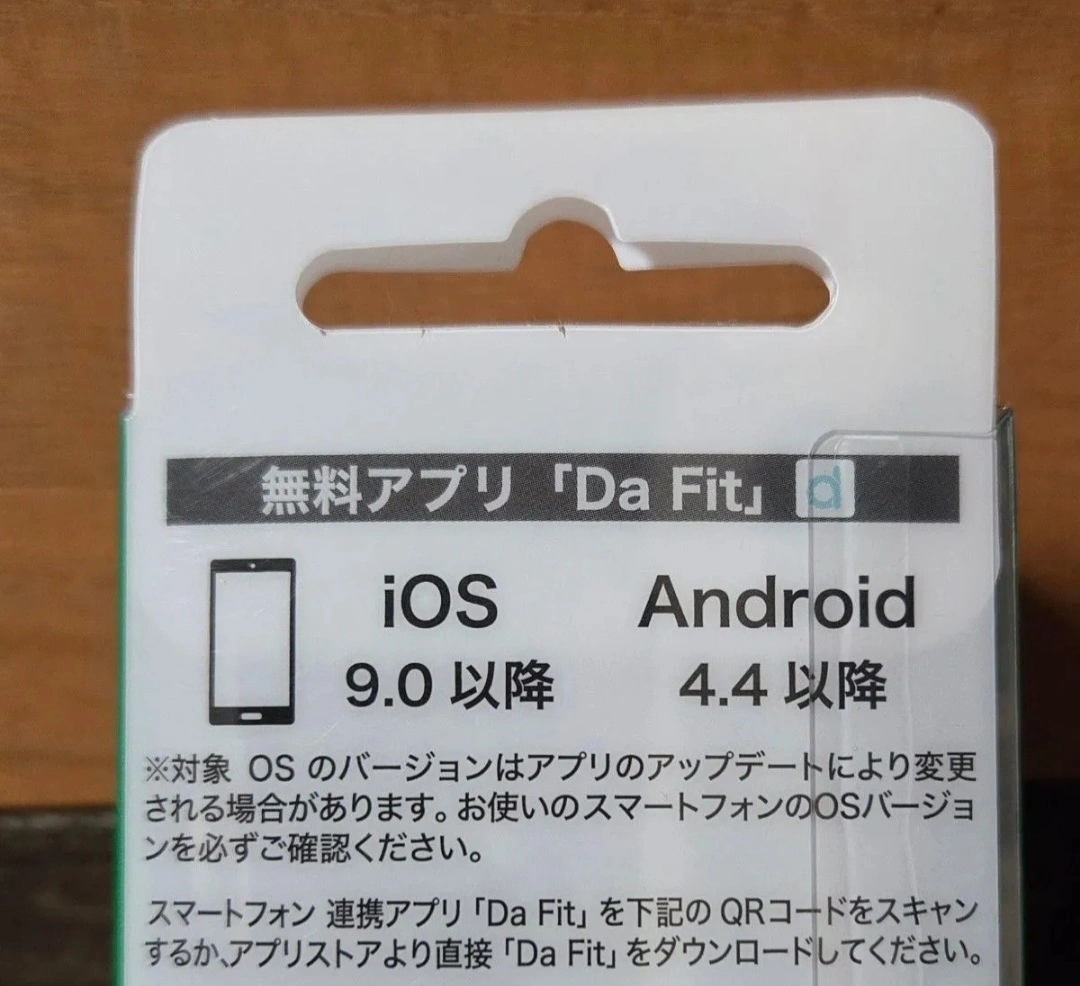 無料アプリ「Da Fit」 d
iOS Android
9.0 以降 4.4 以降
※対象 OS のバージョンはアプリのアップデートにより変更
される場合があります。お使いのスマートフォンのOSバージョ
ンを必ずご確認ください。
スマートフォン 連携アプリ「Da Fit」を下記の QRコードをスキャン
するか、アプリストアより直接「Da Fit」をダウンロードしてください。